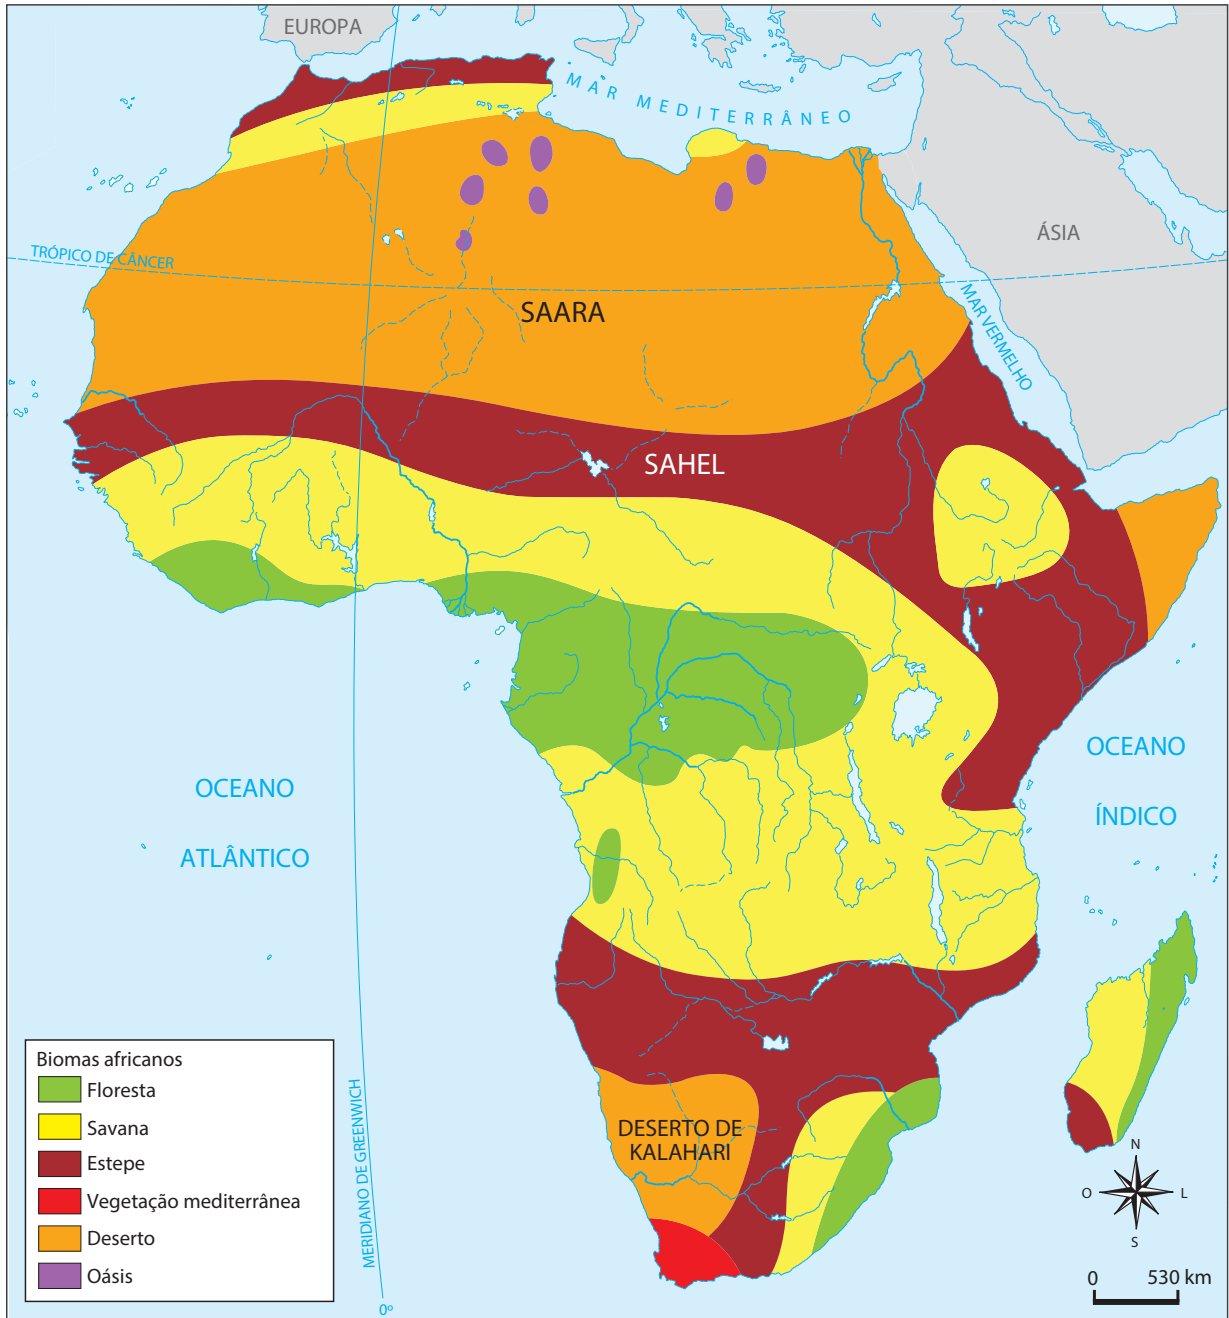 EUROPA
MAR MEDITERRÂNEO
ÁSIA
TRÓPICO DE CÂNCER
SAARA
MAR VERMELHO
SAHEL
OCEANO
ATLÂNTICO
OCEANO
ÍNDICO
DESERTO DE
KALAHARI
MERIDIANO DE GREENWICH
0º
Biomas africanos
Floresta
Savana
Estepe
Vegetação mediterrânea
Deserto
Oásis
N
O
L
S
0 530 km